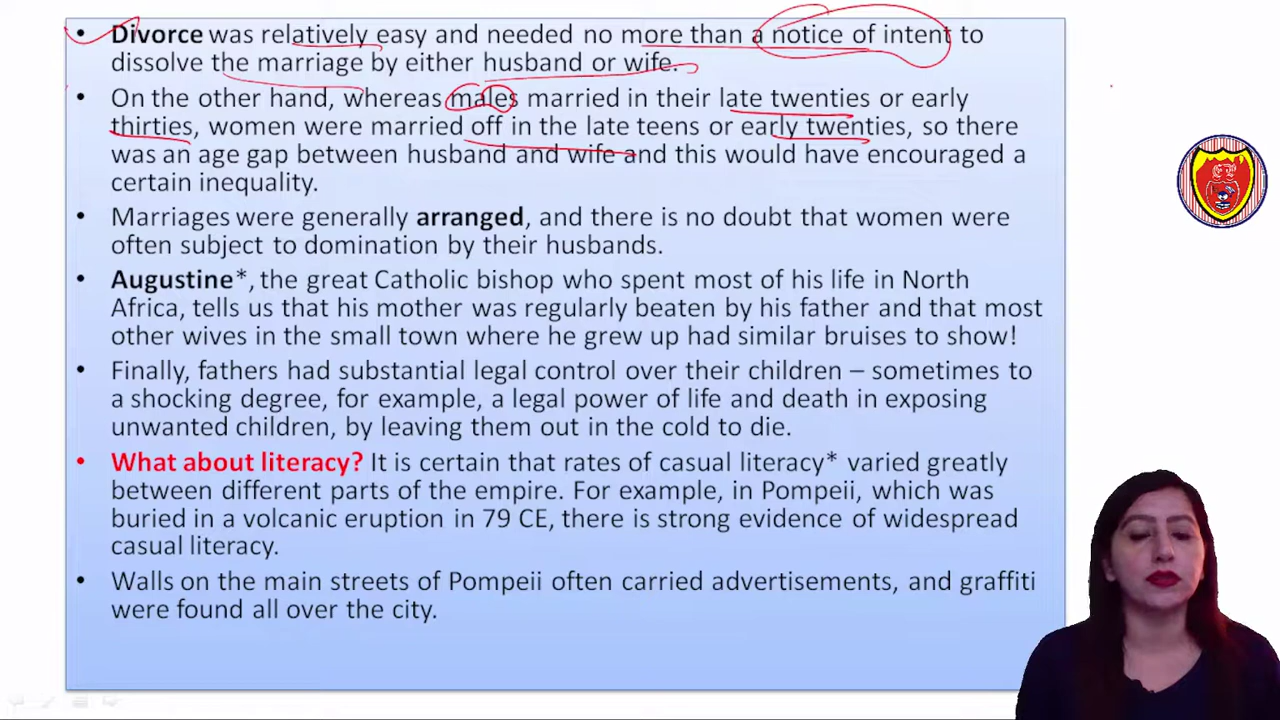 • Divorce was relatively easy and needed no more than a notice of intent to
dissolve the marriage by either husband or wife.
• On the other hand, whereas males married in their late twenties or early
thirties, women were married off in the late teens or early twenties, so there
was an age gap between husband and wife and this would have encouraged a
certain inequality.
• Marriages were generally arranged, and there is no doubt that women were
often subject to domination by their husbands.
• Augustine*, the great Catholic bishop who spent most of his life in North
Africa, tells us that his mother was regularly beaten by his father and that most
other wives in the small town where he grew up had similar bruises to show!
• Finally, fathers had substantial legal control over their children – sometimes to
a shocking degree, for example, a legal power of life and death in exposing
unwanted children, by leaving them out in the cold to die.
• What about literacy? It is certain that rates of casual literacy* varied greatly
between different parts of the empire. For example, in Pompeii, which was
buried in a volcanic eruption in 79 CE, there is strong evidence of widespread
casual literacy.
• Walls on the main streets of Pompeii often carried advertisements, and graffiti
were found all over the city.